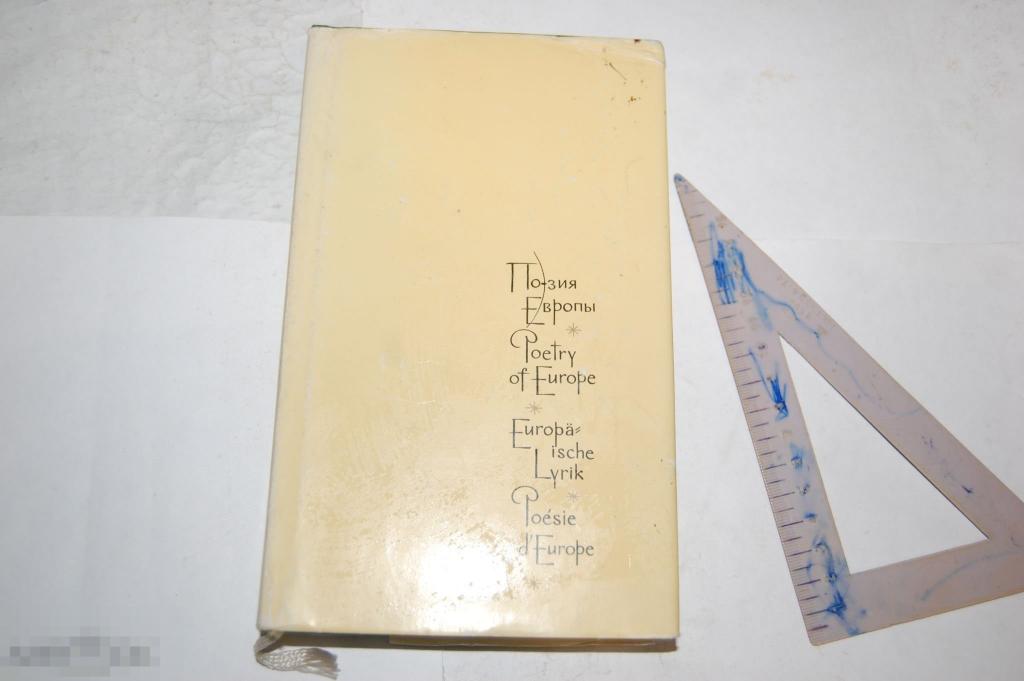 Поэзия
Европы
Poetry
of Europe
Europä=
ische
Lyrik
Poésie
d'Europe